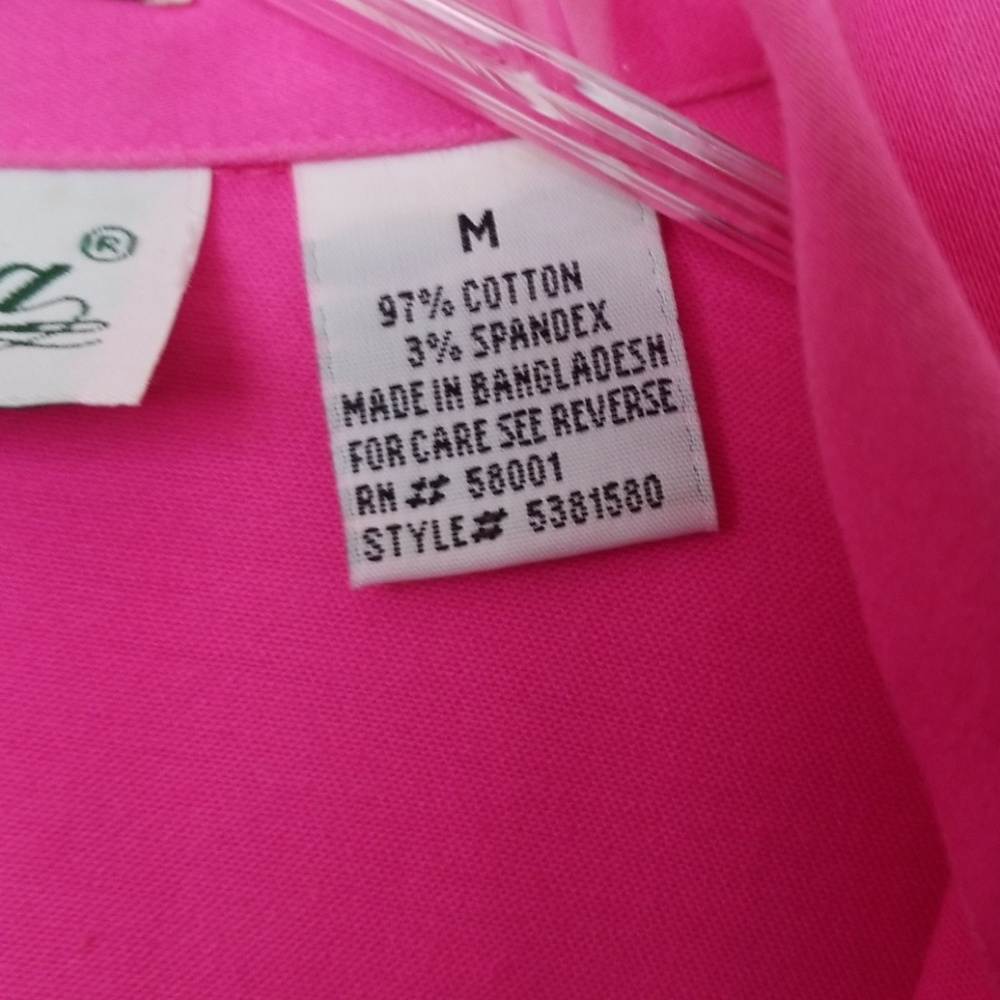 ®
M
97% COTTON
3% SPANDEX
MADE IN BANGLADESH
FOR CARE SEE REVERSE
RN # 58001
STYLE# 5381580